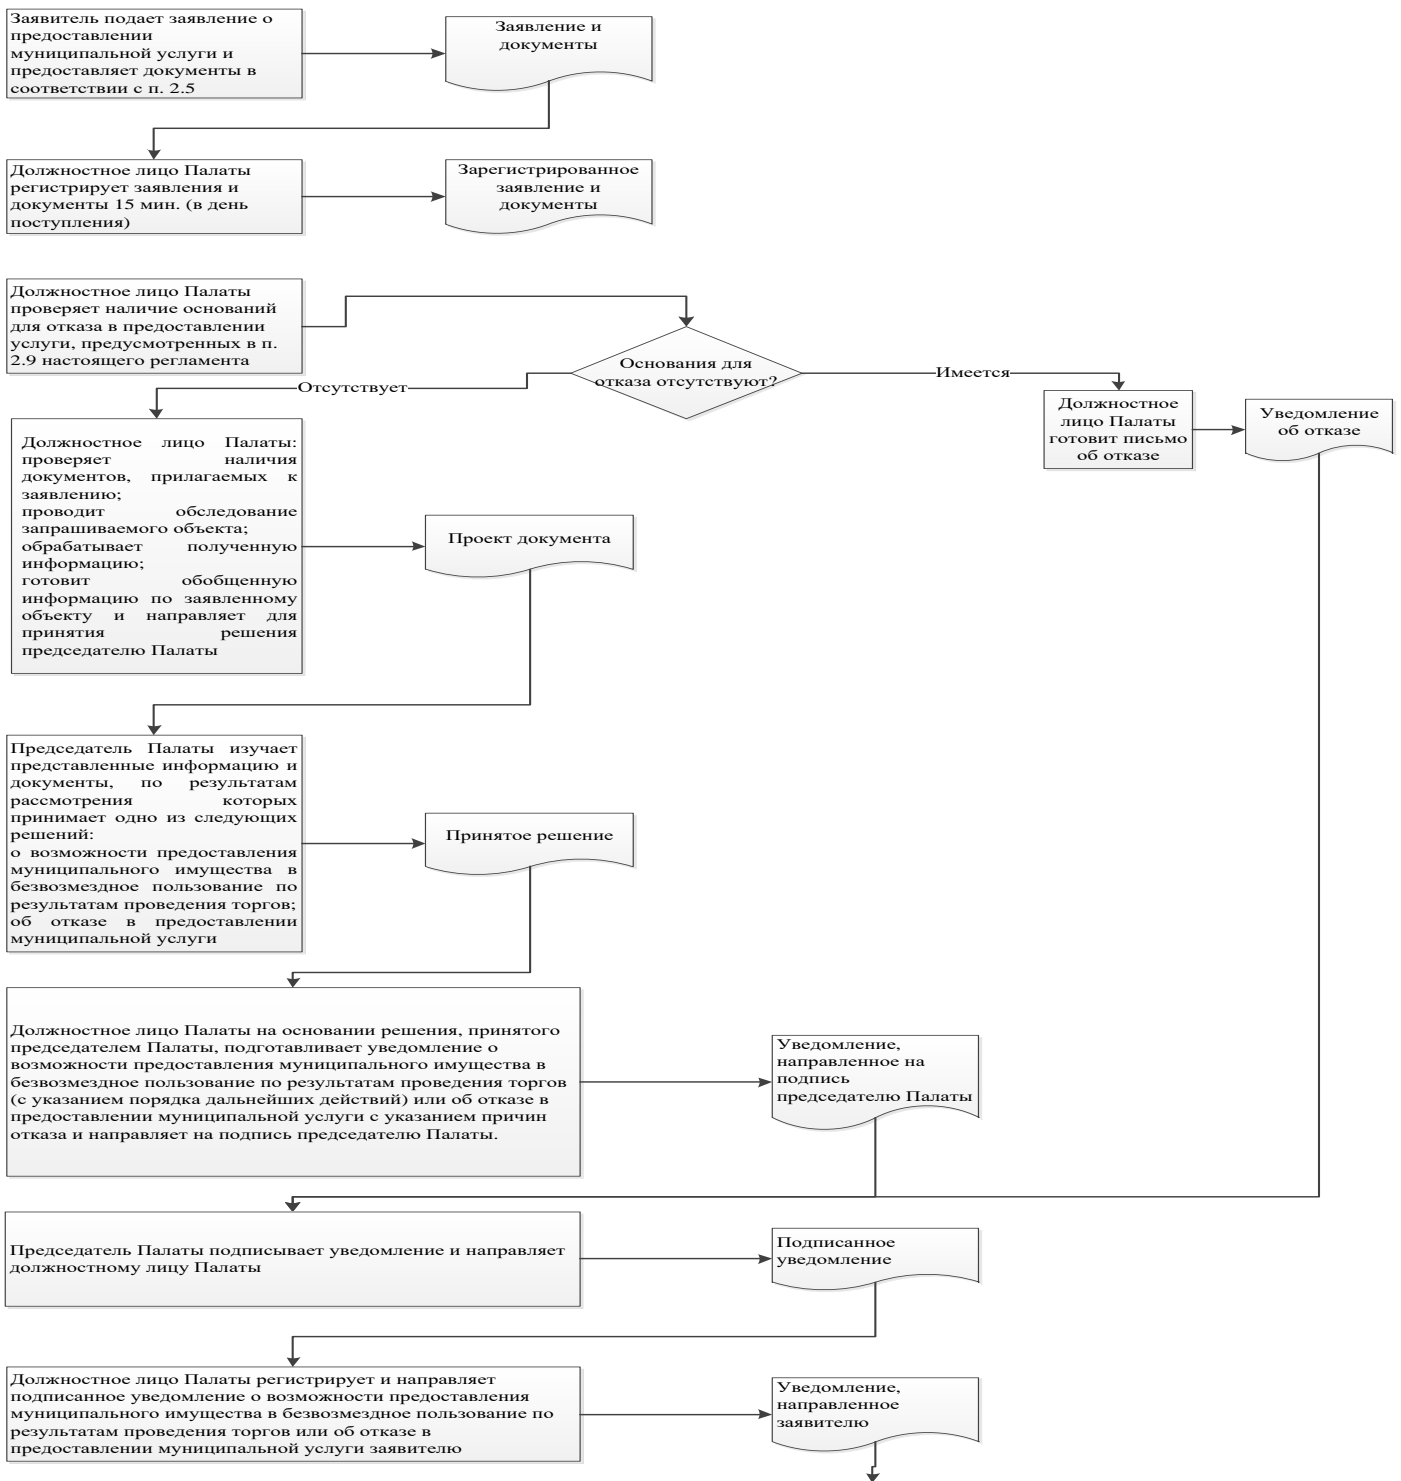 Заявитель подает заявление о
предоставлении
муниципальной услуги и
предоставляет документы в
соответствии с п. 2.5
Заявление и
документы
Должностное лицо Палаты
регистрирует заявления и
документы 15 мин. (в день
поступления)
Зарегистрированное
заявление и
документы
Должностное лицо Палаты
проверяет наличие оснований
для отказа в предоставлении
услуги, предусмотренных в п.
2.9 настоящего регламента
Основания для
отказа отсутствуют?
Отсутствует
Имеется
Должностное
лицо Палаты
готовит письмо
об отказе
Уведомление
об отказе
Должностное лицо Палаты:
проверяет наличия
документов, прилагаемых к
заявлению;
проводит обследование
запрашиваемого объекта;
обрабатывает полученную
информацию;
готовит обобщенную
информацию по заявленному
объекту и направляет для
принятия решения
председателю Палаты
Проект документа
Председатель Палаты изучает
представленные информацию и
документы, по результатам
рассмотрения которых
принимает одно из следующих
решений:
о возможности предоставления
муниципального имущества в
безвозмездное пользование по
результатам проведения торгов;
об отказе в предоставлении
муниципальной услуги
Принятое решение
Должностное лицо Палаты на основании решения, принятого
председателем Палаты, подготавливает уведомление о
возможности предоставления муниципального имущества в
безвозмездное пользование по результатам проведения торгов
(с указанием порядка дальнейших действий) или об отказе в
предоставлении муниципальной услуги с указанием причин
отказа и направляет на подпись председателю Палаты.
Уведомление,
направленное на
подпись
председателю Палаты
Председатель Палаты подписывает уведомление и направляет
должностному лицу Палаты
Подписанное
уведомление
Должностное лицо Палаты регистрирует и направляет
подписанное уведомление о возможности предоставления
муниципального имущества в безвозмездное пользование по
результатам проведения торгов или об отказе в
предоставлении муниципальной услуги заявителю
Уведомление,
направленное
заявителю